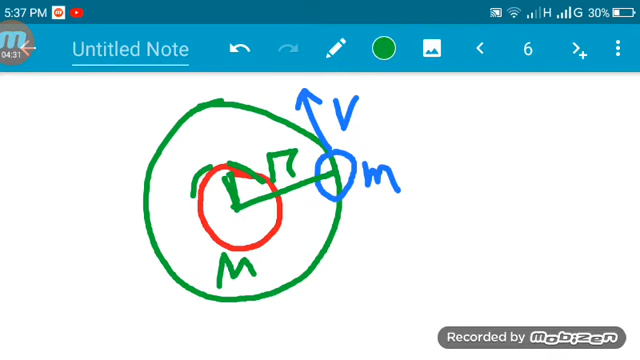 5:37 PM
H
G 30%
04:31
Untitled Note
6
V
r
r
m
M
Recorded by mobizen